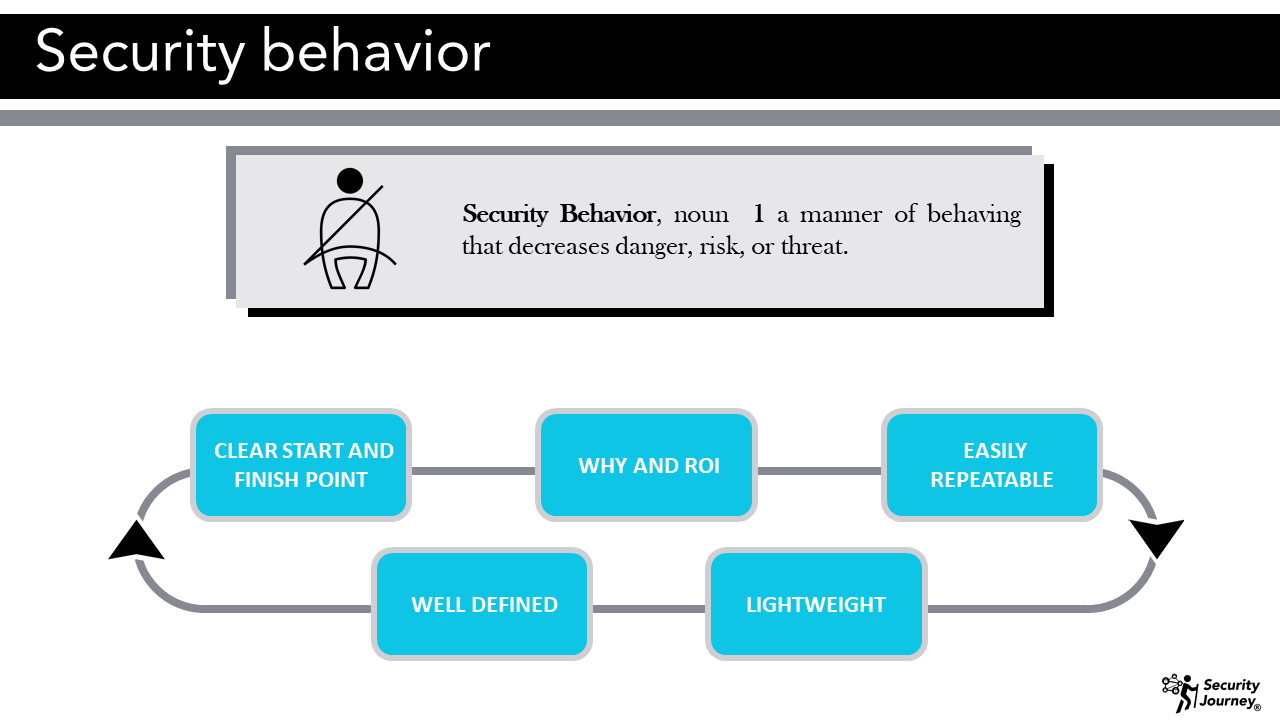 Security behavior
Security Behavior, noun 1 a manner of behaving
that decreases danger, risk, or threat.
CLEAR START AND
FINISH POINT
WHY AND ROI
EASILY
REPEATABLE
WELL DEFINED
LIGHTWEIGHT
Security
Journey®